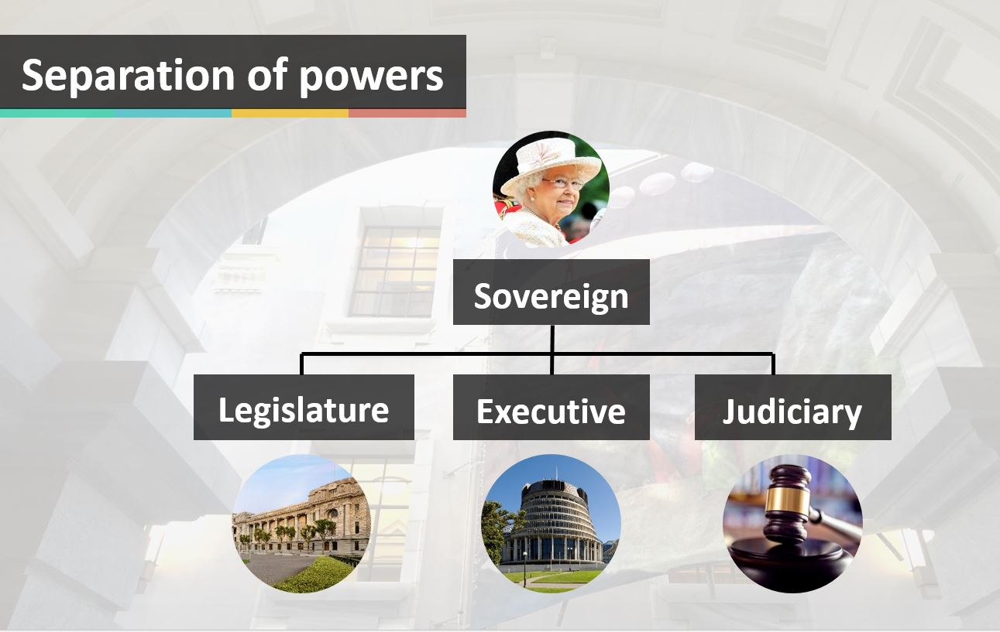 Separation of powers
Sovereign
Legislature
Executive
Judiciary